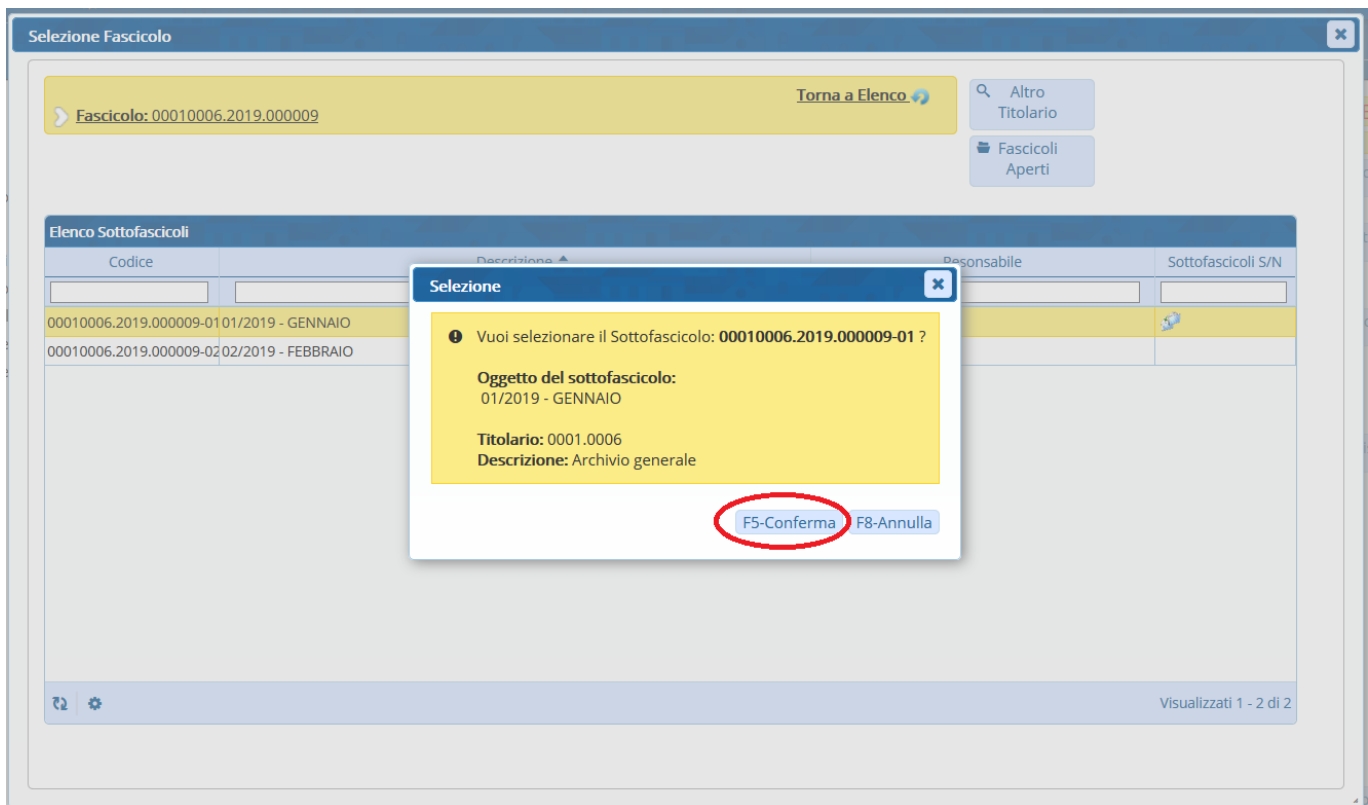 Selezione Fascicolo
Torna a Elenco
Fascicolo: 00010006.2019.000009
Altro
Titolario
Fascicoli
Aperti
Elenco Sottofascicoli
Codice Descrizione Resonsabile Sottofascicoli S/N
00010006.2019.000009-01 01/2019 - GENNAIO
00010006.2019.000009-02 02/2019 - FEBBRAIO
Selezione
Vuoi selezionare il Sottofascicolo: 00010006.2019.000009-01 ?
Oggetto del sottofascicolo:
01/2019 - GENNAIO
Titolario: 0001.0006
Descrizione: Archivio generale
F5-Conferma F8-Annulla
Visualizzati 1 - 2 di 2